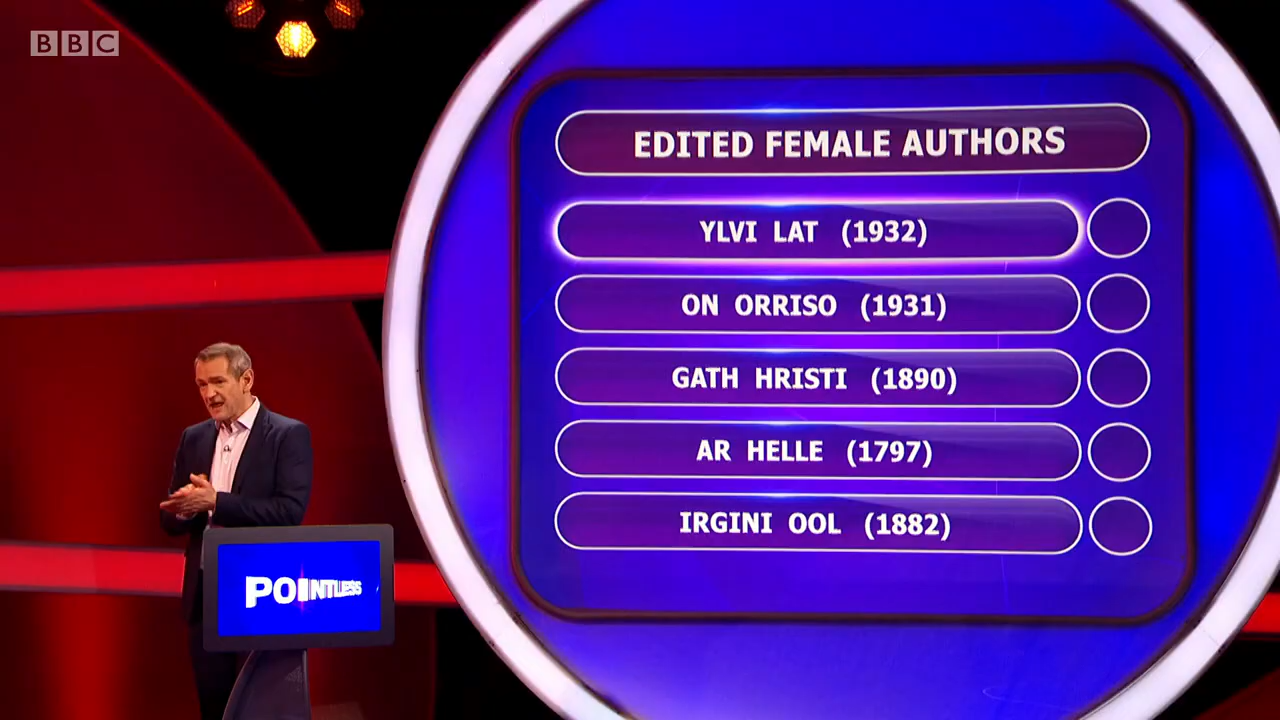 BBC
EDITED FEMALE AUTHORS
YLVI LAT (1932)
ON ORRISO (1931)
GATH HRISTI (1890)
AR HELLE (1797)
IRGINI OOL (1882)
POINTLESS